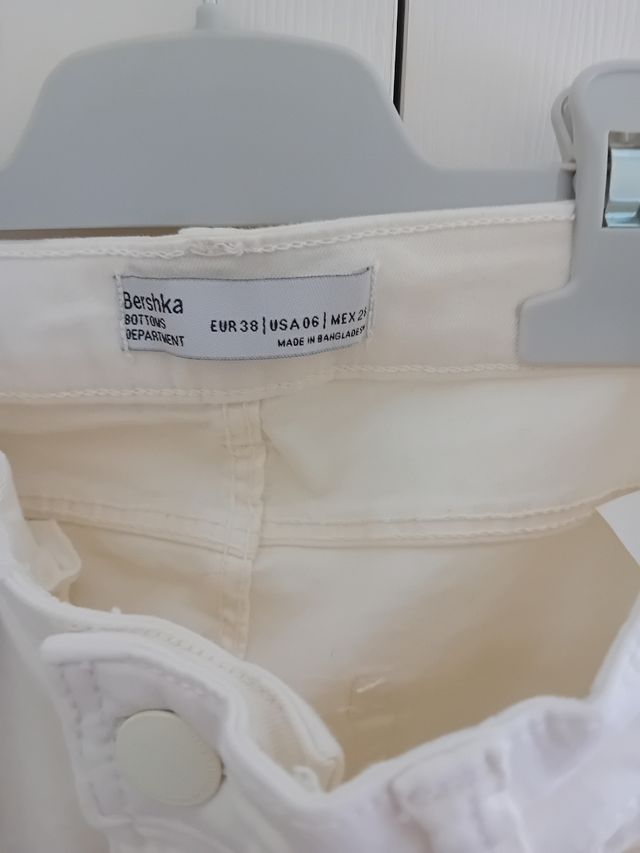 Bershka
BOTTOMS
DEPARTMENT
EUR 38 | USA 06 | MEX
MADE IN BANGLADESH